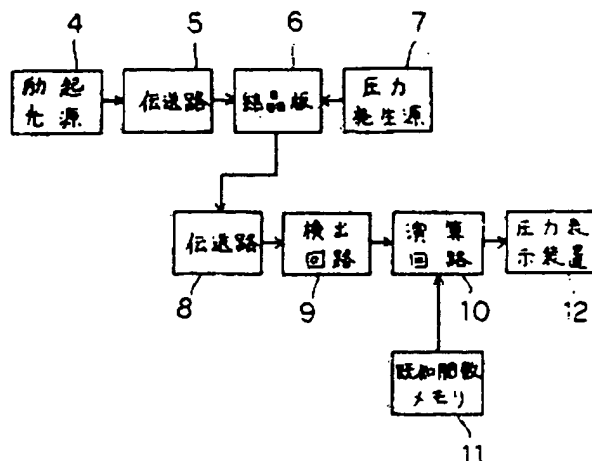 4
5
6
7
励起
光源
伝送路
結晶板
圧力
発生源
伝送路
検出
回路
演算
回路
圧力表
示装置
8
9
10
12
既知関数
メモリ
11